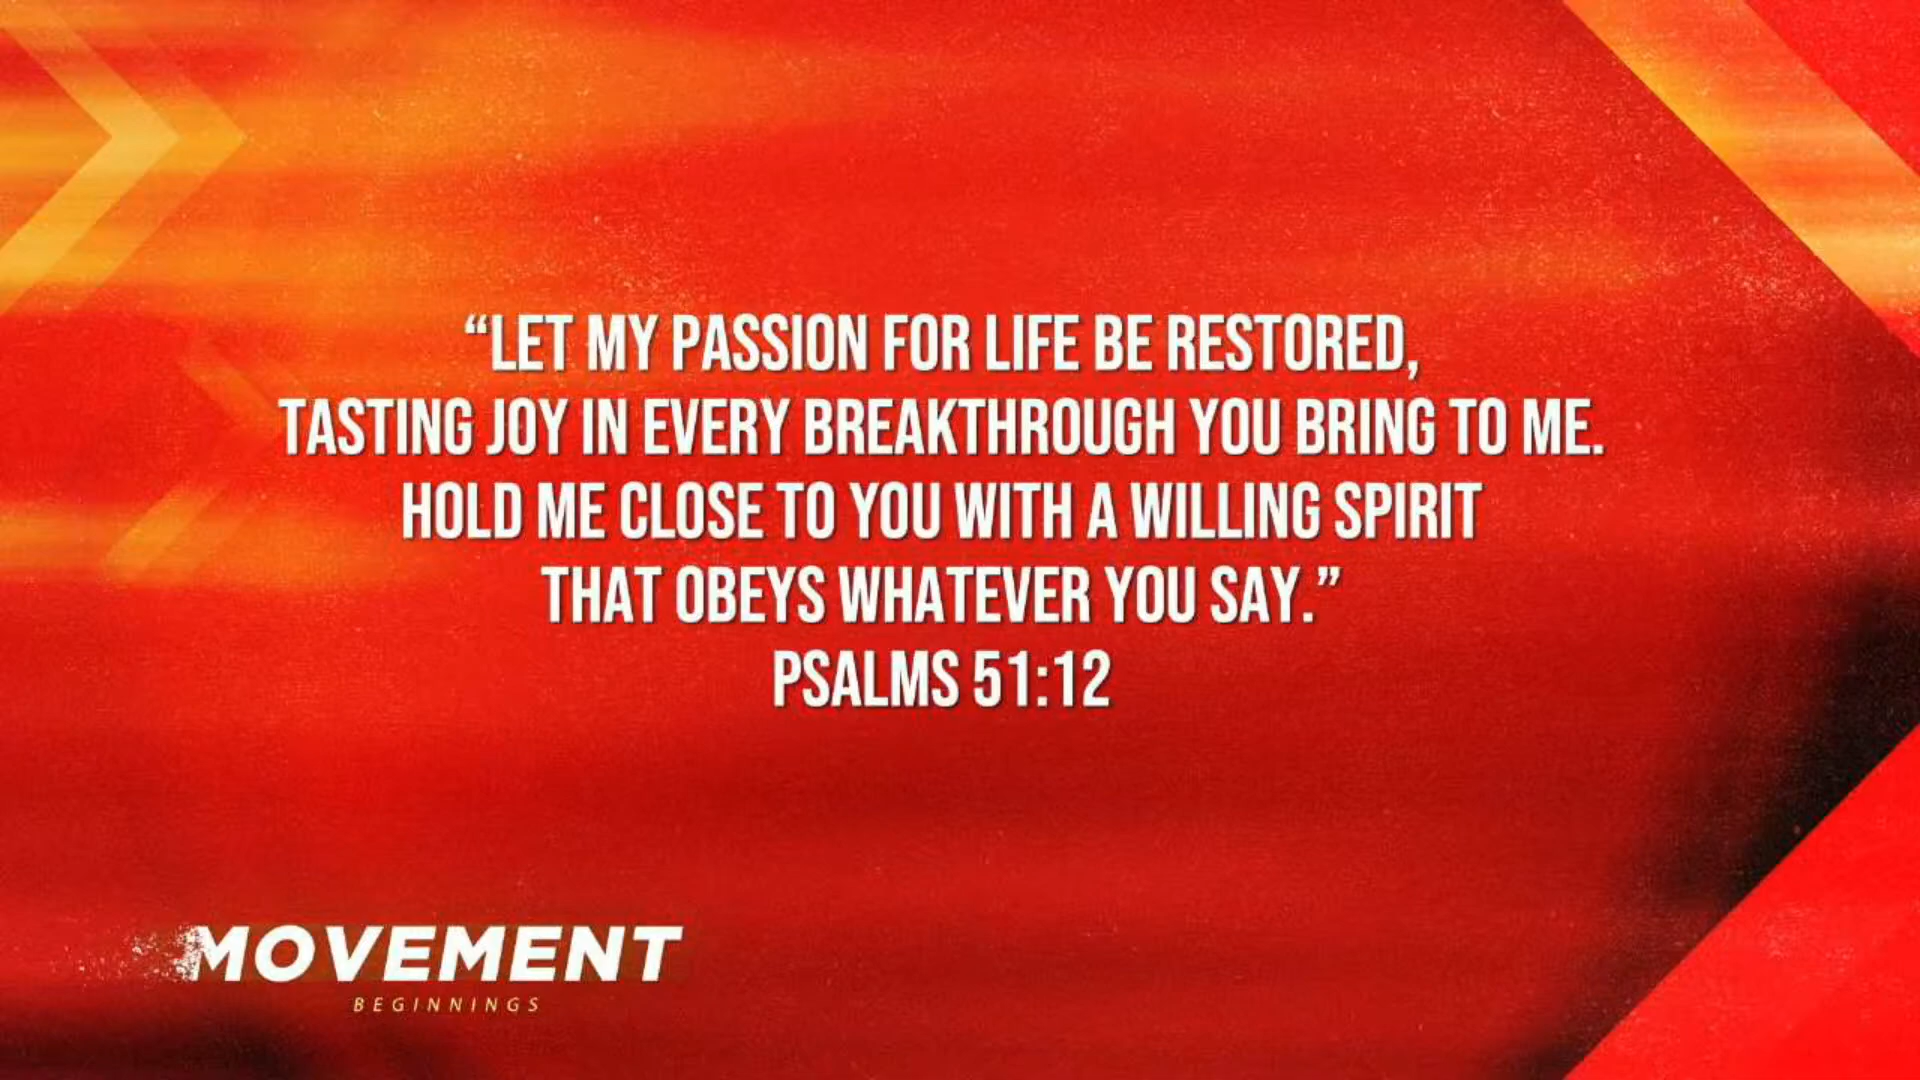 “LET MY PASSION FOR LIFE BE RESTORED,
TASTING JOY IN EVERY BREAKTHROUGH YOU BRING TO ME.
HOLD ME CLOSE TO YOU WITH A WILLING SPIRIT
THAT OBEYS WHATEVER YOU SAY.”
PSALMS 51:12
MOVEMENT
BEGINNINGS